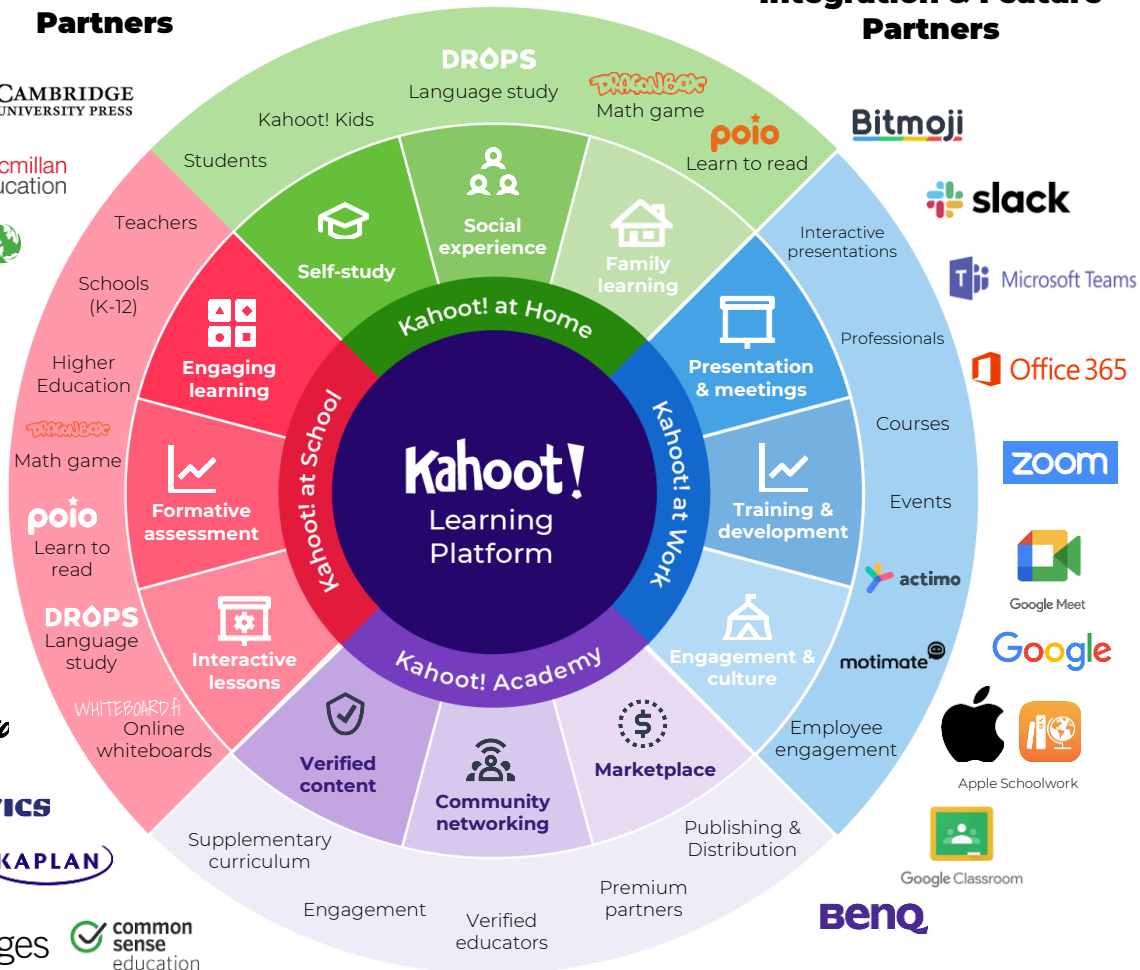 Partners
Partners
CAMBRIDGE
UNIVERSITY PRESS
DROPS
Language study
DRAGONBOX
Math game
poio
Learn to read
Kahoot! Kids
Students
Self-study
Social
experience
Family
learning
Kahoot! at Home
Teachers
Schools
(K-12)
Higher
Education
DRAGONBOX
Math game
poio
Learn to
read
DROPS
Language
study
WHITEBOARD.fi
Online
whiteboards
Engaging
learning
Formative
assessment
Interactive
lessons
Kahoot! at School
Kahoot!
Learning
Platform
Kahoot! at Work
Presentation
& meetings
Training &
development
Engagement &
culture
Interactive
presentations
Professionals
Courses
Events
actimo
motimate
Employee
engagement
Kahoot! Academy
Verified
content
Community
networking
Marketplace
Supplementary
curriculum
Engagement
Verified
educators
Premium
partners
Publishing &
Distribution
Bitmoji
slack
Microsoft Teams
Office 365
zoom
Google Meet
Google
Apple Schoolwork
Google Classroom
BenQ
KAPLAN
common
sense
education